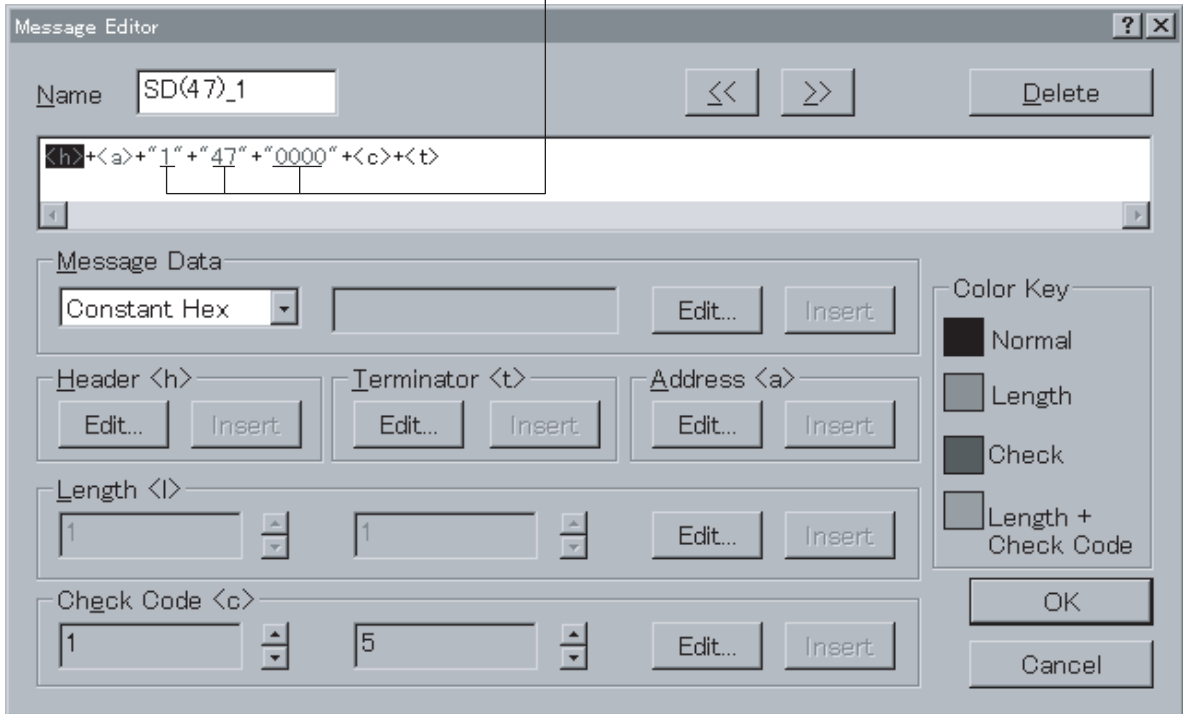 Message Editor
Name SD(47)_1 << >> Delete
<h>+<a>+"1"+"47"+"0000"+<c>+<t>
Message Data
Constant Hex Edit... Insert
Header <h> Terminator <t> Address <a>
Edit... Insert Edit... Insert Edit... Insert
Length <l>
1 1 Edit... Insert
Check Code <c>
1 5 Edit... Insert
Color Key
Normal
Length
Check
Length +
Check Code
OK
Cancel